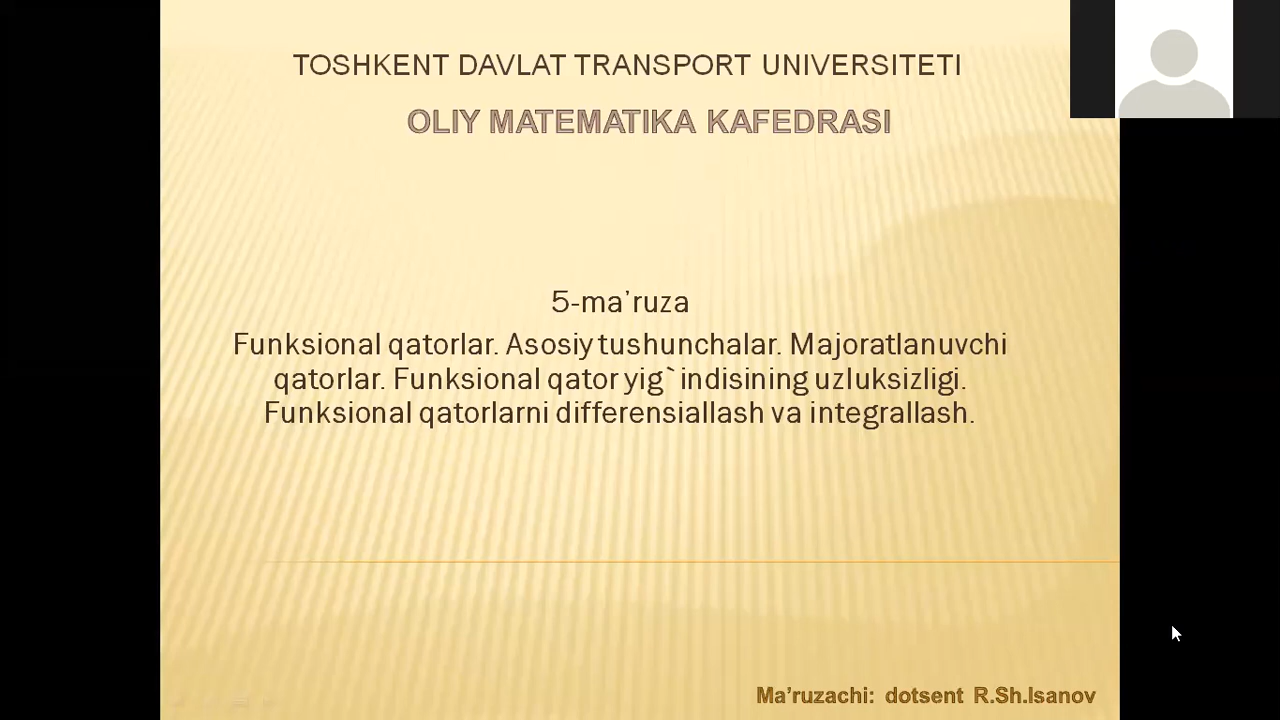 TOSHKENT DAVLAT TRANSPORT UNIVERSITETI
OLIY MATEMATIKA KAFEDRASI
5-ma’ruza
Funksional qatorlar. Asosiy tushunchalar. Majoratlanuvchi
qatorlar. Funksional qator yig`indisining uzluksizligi.
Funksional qatorlarni differensiallash va integrallash.
Ma’ruzachi: dotsent R.Sh.Isanov